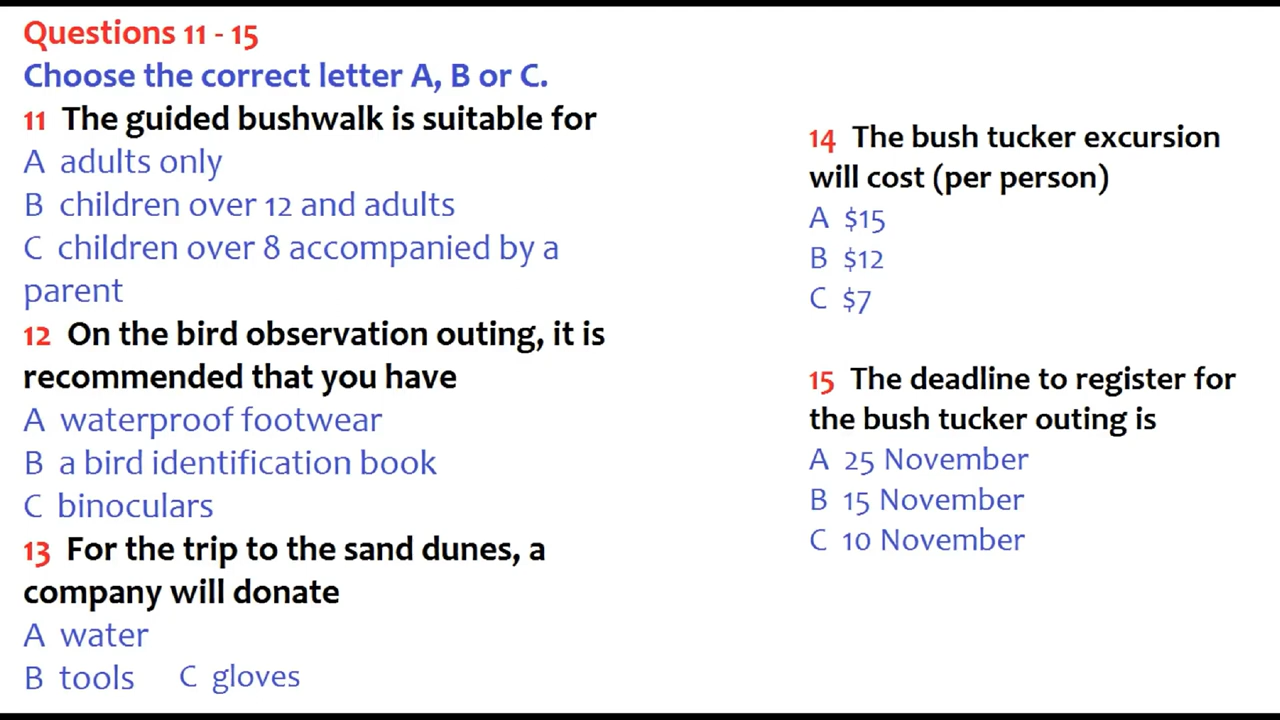 Questions 11 - 15
Choose the correct letter A, B or C.
11 The guided bushwalk is suitable for
A adults only
B children over 12 and adults
C children over 8 accompanied by a
parent
12 On the bird observation outing, it is
recommended that you have
A waterproof footwear
B a bird identification book
C binoculars
13 For the trip to the sand dunes, a
company will donate
A water
B tools C gloves
14 The bush tucker excursion
will cost (per person)
A $15
B $12
C $7
15 The deadline to register for
the bush tucker outing is
A 25 November
B 15 November
C 10 November